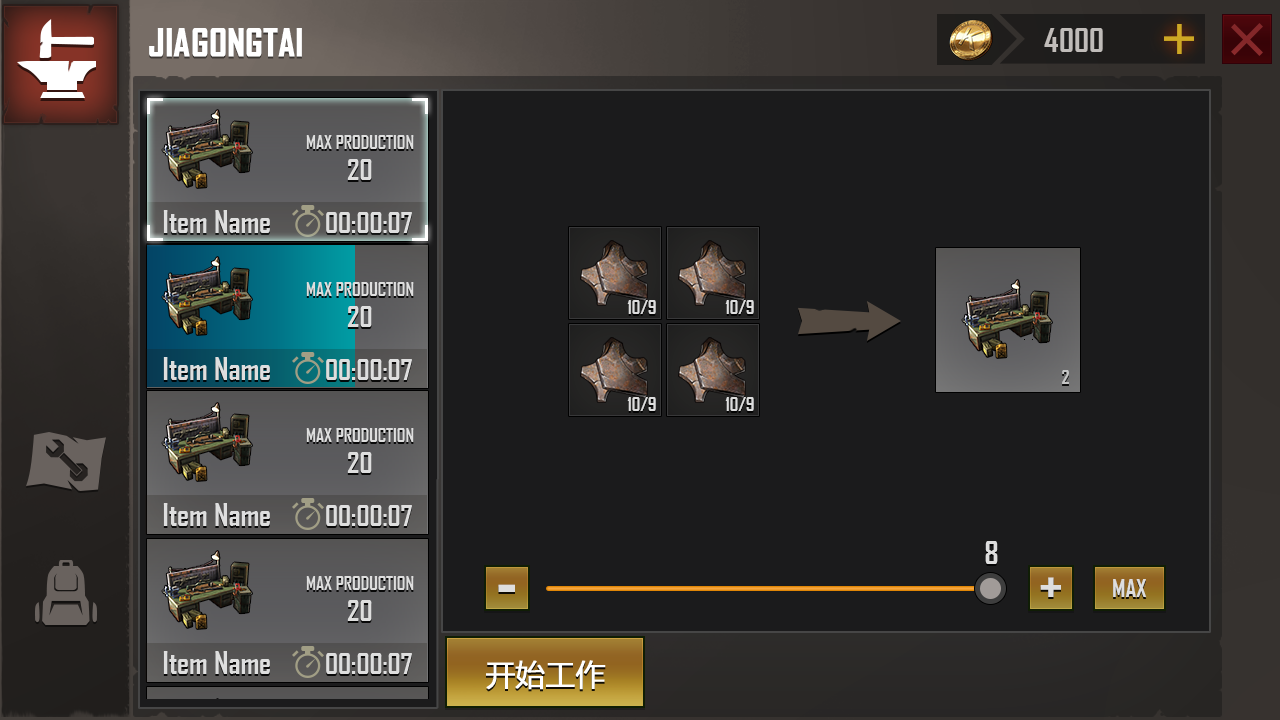 JIAGONGTAI
4000
MAX PRODUCTION
20
Item Name 00:00:07
MAX PRODUCTION
20
Item Name 00:00:07
MAX PRODUCTION
20
Item Name 00:00:07
MAX PRODUCTION
20
Item Name 00:00:07
10/9 10/9
10/9 10/9
2
8
- + MAX
开始工作